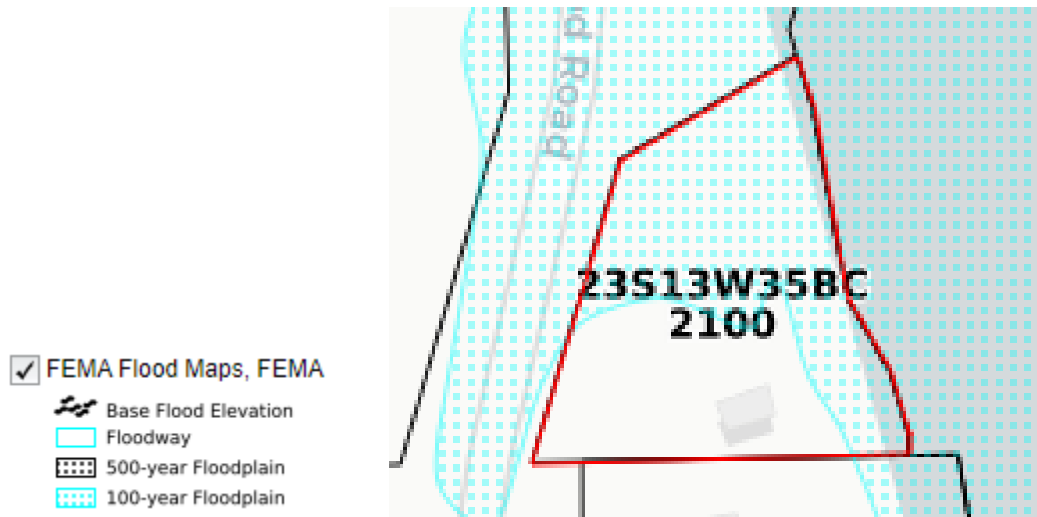 Road
23S13W35BC
2100
FEMA Flood Maps, FEMA
Base Flood Elevation
Floodway
500-year Floodplain
100-year Floodplain